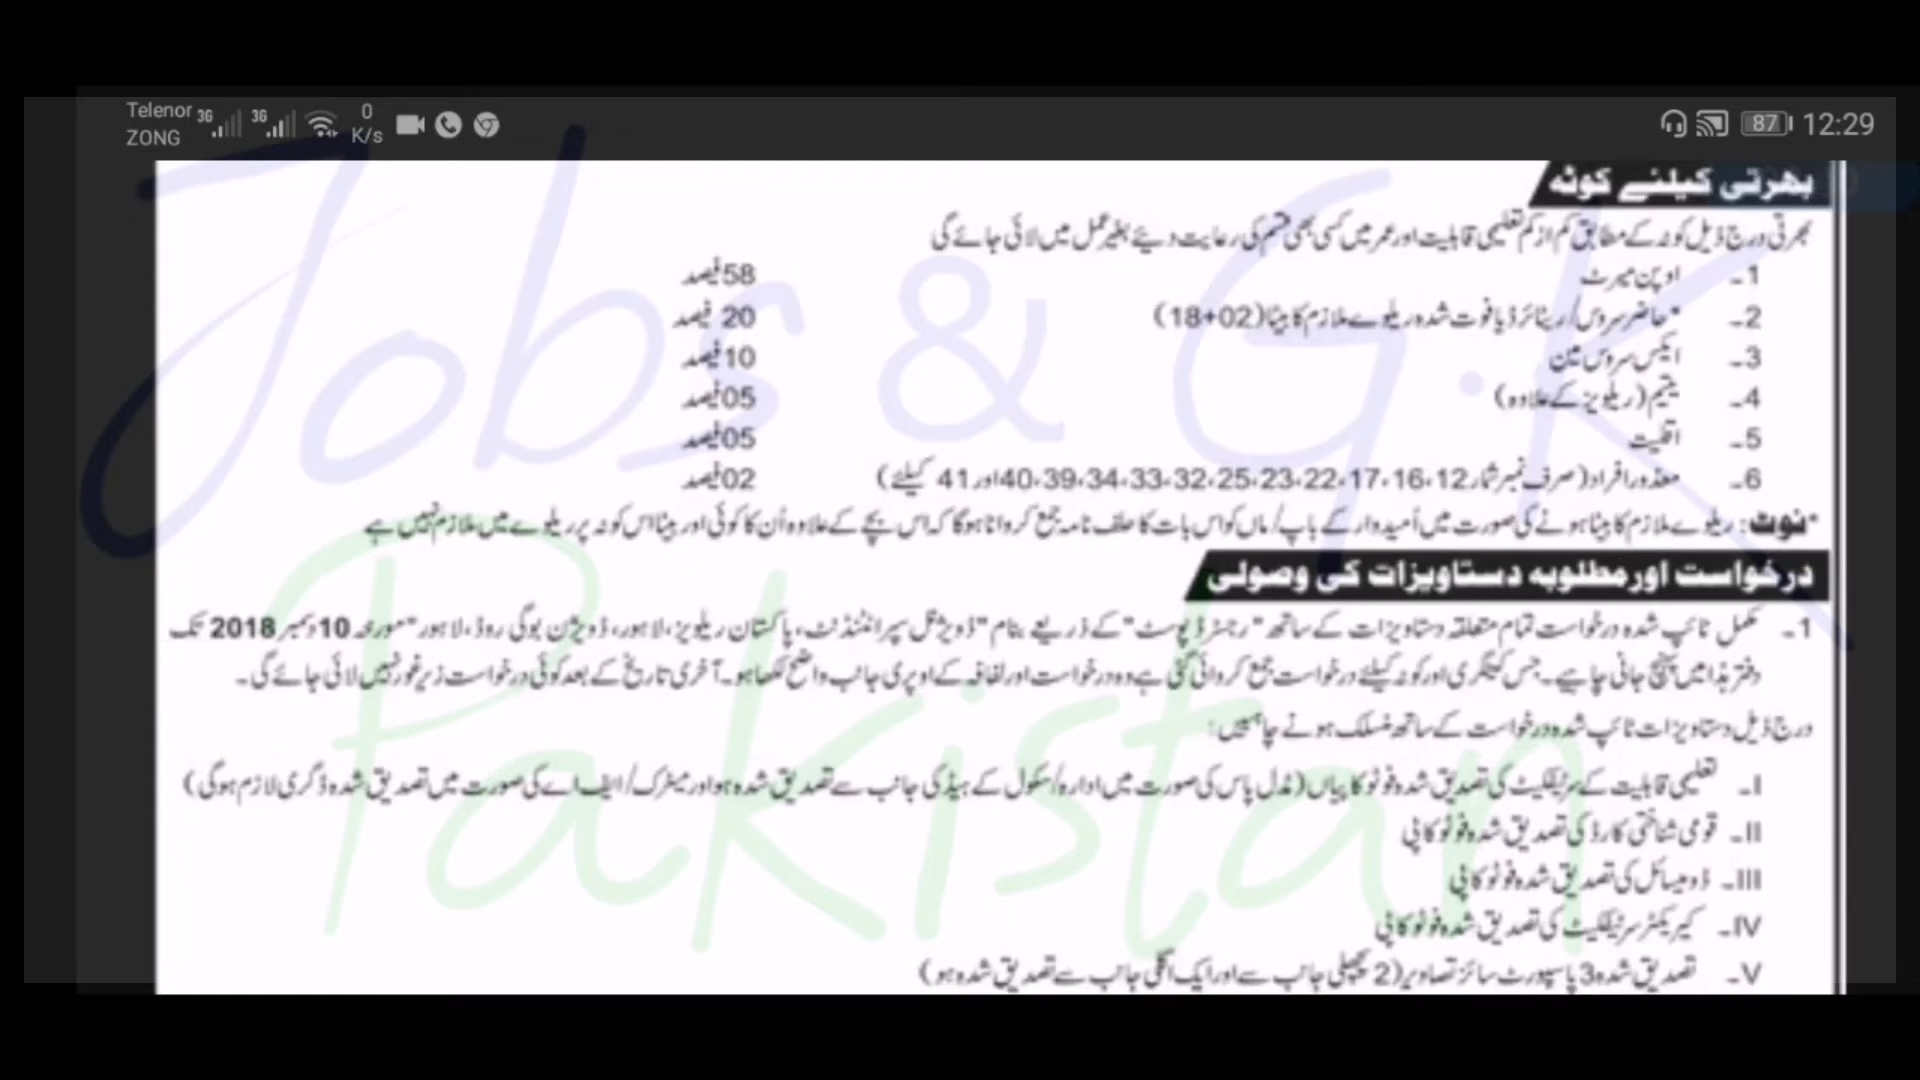 Telenor
ZONG
3G
3G
0
K/s
87
12:29
بھرتی کیلئے کوٹہ
بھرتی درج ذیل کوٹہ کے مطابق کم از کم تعلیمی قابلیت اور عمر میں کسی بھی قسم کی رعایت دیئے بغیر عمل میں لائی جائے گی
1۔ اوپن میرٹ 58 فیصد
2۔ *حاضر سروس/ریٹائرڈ یا فوت شدہ ریلوے ملازم کا بیٹا (18+02) 20 فیصد
3۔ ایکس سروس مین 10 فیصد
4۔ یتیم (ریلویز کے علاوہ) 05 فیصد
5۔ اقلیت 05 فیصد
6۔ معذور افراد (صرف نمبر شمار 12، 16، 17، 22، 23، 25، 32، 33، 34، 39، 40 اور 41 کیلئے) 02 فیصد
*نوٹ: ریلوے ملازم کا بیٹا ہونے کی صورت میں اُمیدوار کے باپ/ماں کو اس بات کا حلف نامہ جمع کروانا ہوگا کہ اس بچے کے علاوہ اُن کا کوئی اور بیٹا اس کوٹہ پر ریلوے میں ملازم نہیں ہے
درخواست اور مطلوبہ دستاویزات کی وصولی
1۔ مکمل ٹائپ شدہ درخواست تمام متعلقہ دستاویزات کے ساتھ "رجسٹرڈ پوسٹ" کے ذریعے بنام "ڈویژنل سپرانٹنڈنٹ، پاکستان ریلویز، لاہور، ڈویژن بوگی روڈ، لاہور" مورخہ 10 دسمبر 2018 تک
دفتر ہذا میں پہنچ جانی چاہیے۔ جس کیٹگری اور کوٹہ کیلئے درخواست جمع کروائی گئی ہے وہ درخواست اور لفافہ کے اوپری جانب واضح لکھا ہو۔ آخری تاریخ کے بعد کوئی درخواست زیر غور نہیں لائی جائے گی۔
درج ذیل دستاویزات ٹائپ شدہ درخواست کے ساتھ منسلک ہونے چاہییں:
I۔ تعلیمی قابلیت کے سرٹیفکیٹ کی تصدیق شدہ فوٹو کاپیاں (مڈل پاس کی صورت میں ادارہ/سکول کے ہیڈ کی جانب سے تصدیق شدہ ہو اور میٹرک/ایف اے کی صورت میں تصدیق شدہ ڈگری لازم ہوگی)
II۔ قومی شناختی کارڈ کی تصدیق شدہ فوٹو کاپی
III۔ ڈومیسائل کی تصدیق شدہ فوٹو کاپی
IV۔ کیریکٹر سرٹیفکیٹ کی تصدیق شدہ فوٹو کاپی
V۔ تصدیق شدہ 3 پاسپورٹ سائز تصاویر (2 پچھلی جانب سے اور ایک اگلی جانب سے تصدیق شدہ ہو)
Jobs & G.K
Pakistan